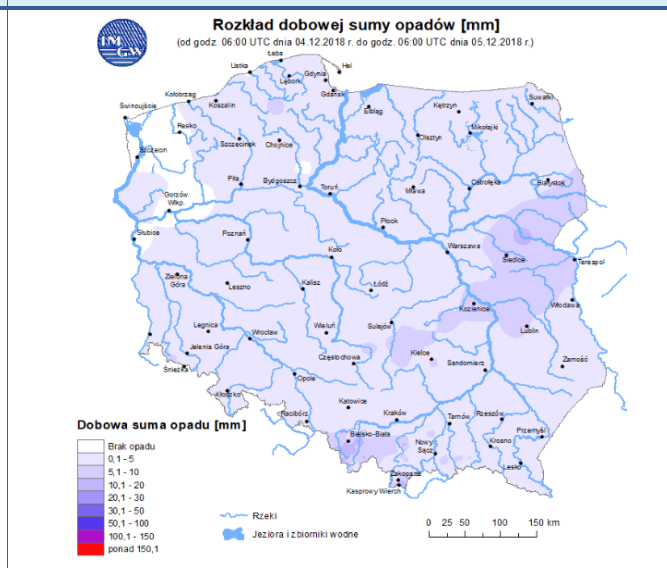 Rozkład dobowej sumy opadów [mm]
(od godz. 06:00 UTC dnia 04.12.2018 r. do godz. 06:00 UTC dnia 05.12.2018 r.)
IM
GW
Łeba
Ustka
Hel
Gdynia
Lębork
Gdańsk
Kołobrzeg
Koszalin
Świnoujście
Resko
Szczecin
Szczecinek
Chojnice
Elbląg
Kętrzyn
Suwałki
Olsztyn
Mikołajki
Piła
Bydgoszcz
Toruń
Mława
Ostrołęka
Białystok
Gorzów
Wlkp.
Płock
Słubice
Poznań
Koło
Warszawa
Siedlce
Terespol
Zielona
Góra
Leszno
Kalisz
Łódź
Kozienice
Włodawa
Legnica
Wrocław
Wieluń
Sulejów
Lublin
Jelenia Góra
Śnieżka
Częstochowa
Kielce
Sandomierz
Zamość
Kłodzko
Opole
Katowice
Racibórz
Kraków
Tarnów
Rzeszów
Przemyśl
Bielsko-Biała
Nowy
Sącz
Krosno
Lesko
Zakopane
Kasprowy Wierch
Dobowa suma opadu [mm]
Brak opadu
0,1 - 5
5,1 - 10
10,1 - 20
20,1 - 30
30,1 - 50
50,1 - 100
100,1 - 150
ponad 150,1
Rzeki
Jeziora i zbiorniki wodne
0 25 50 100 150 km